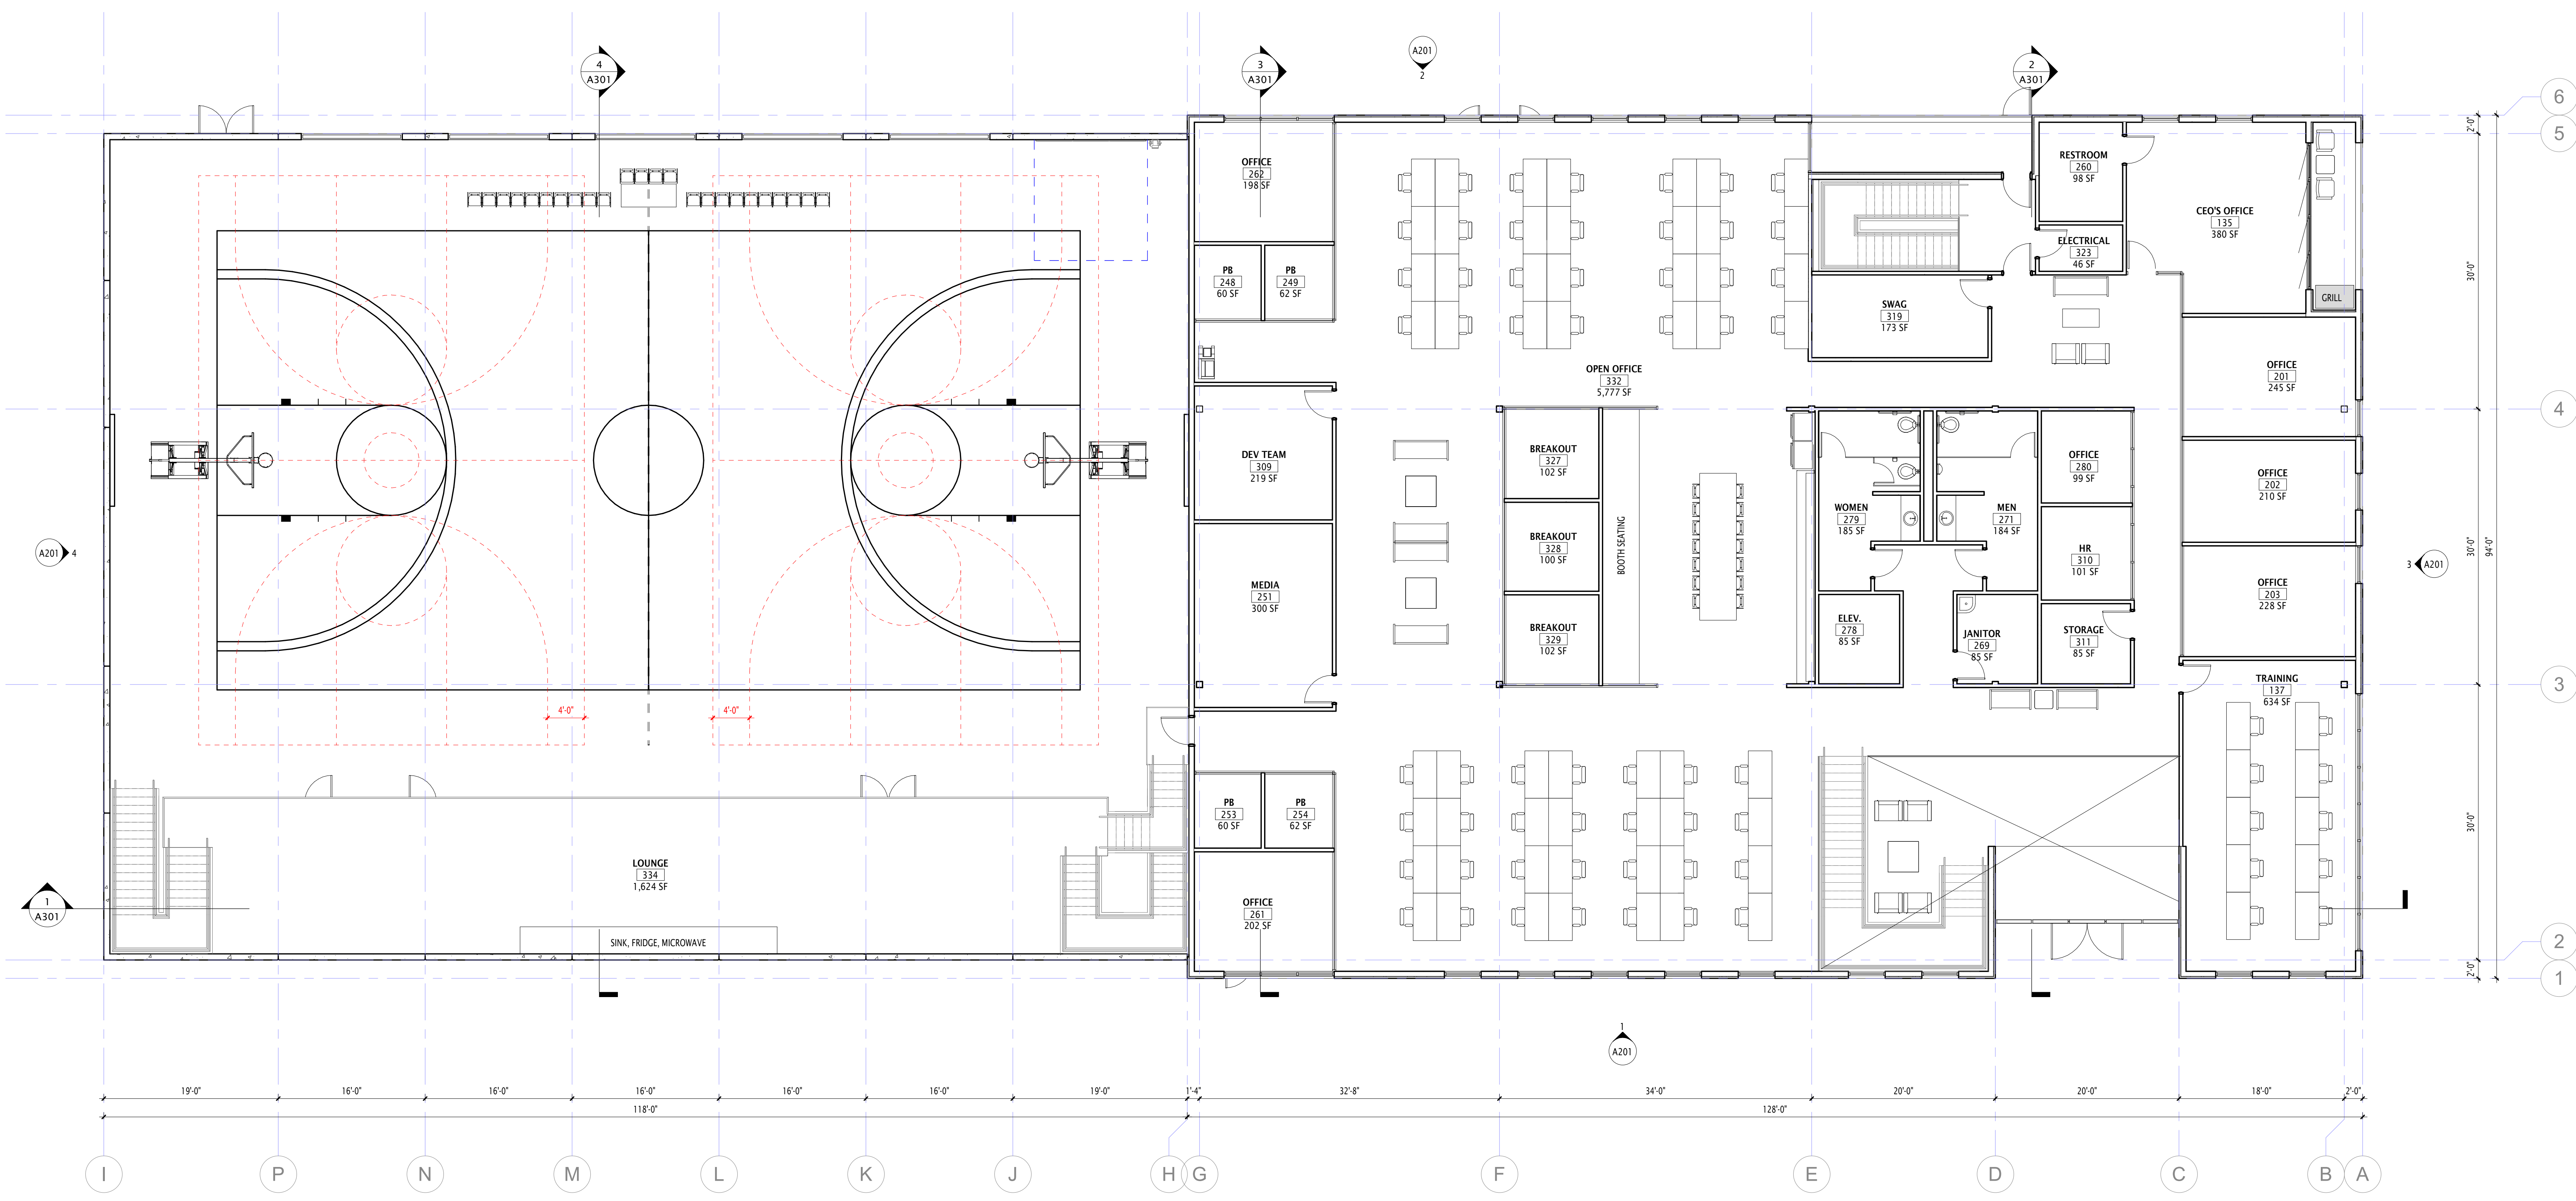 4
A301
3
A301
A201
2
2
A301
6
5
2'-0"
OFFICE
262
198 SF
RESTROOM
260
98 SF
CEO'S OFFICE
135
380 SF
ELECTRICAL
323
46 SF
PB
248
60 SF
PB
249
62 SF
30'-0"
GRILL
SWAG
319
173 SF
OPEN OFFICE
332
5,777 SF
OFFICE
201
245 SF
4
DEV TEAM
309
219 SF
BREAKOUT
327
102 SF
OFFICE
280
99 SF
OFFICE
202
210 SF
WOMEN
279
185 SF
MEN
271
184 SF
BREAKOUT
328
100 SF
BOOTH SEATING
HR
310
101 SF
30'-0"
94'-0"
A201
4
3
A201
MEDIA
251
300 SF
OFFICE
203
228 SF
BREAKOUT
329
102 SF
ELEV.
278
85 SF
JANITOR
269
85 SF
STORAGE
311
85 SF
3
TRAINING
137
634 SF
4'-0"
4'-0"
PB
253
60 SF
PB
254
62 SF
30'-0"
LOUNGE
334
1,624 SF
1
A301
OFFICE
261
202 SF
SINK, FRIDGE, MICROWAVE
2
2'-0"
1
1
A201
19'-0"
16'-0"
16'-0"
16'-0"
16'-0"
16'-0"
19'-0"
1'-4"
32'-8"
34'-0"
20'-0"
20'-0"
18'-0"
2'-0"
118'-0"
128'-0"
I
P
N
M
L
K
J
H
G
F
E
D
C
B
A